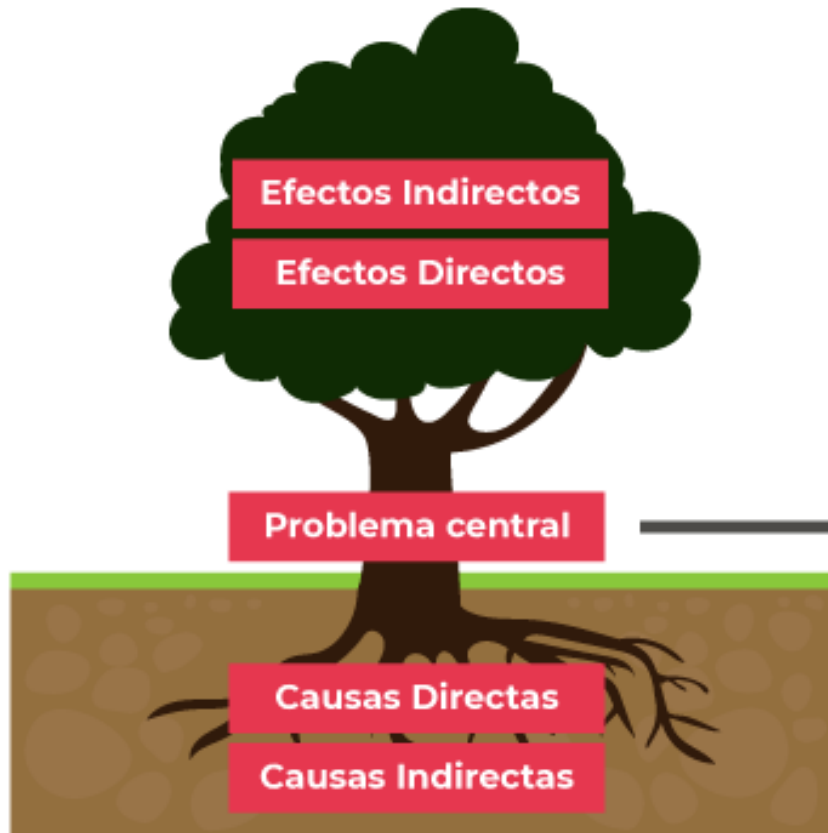 Efectos Indirectos
Efectos Directos
Problema central
Causas Directas
Causas Indirectas